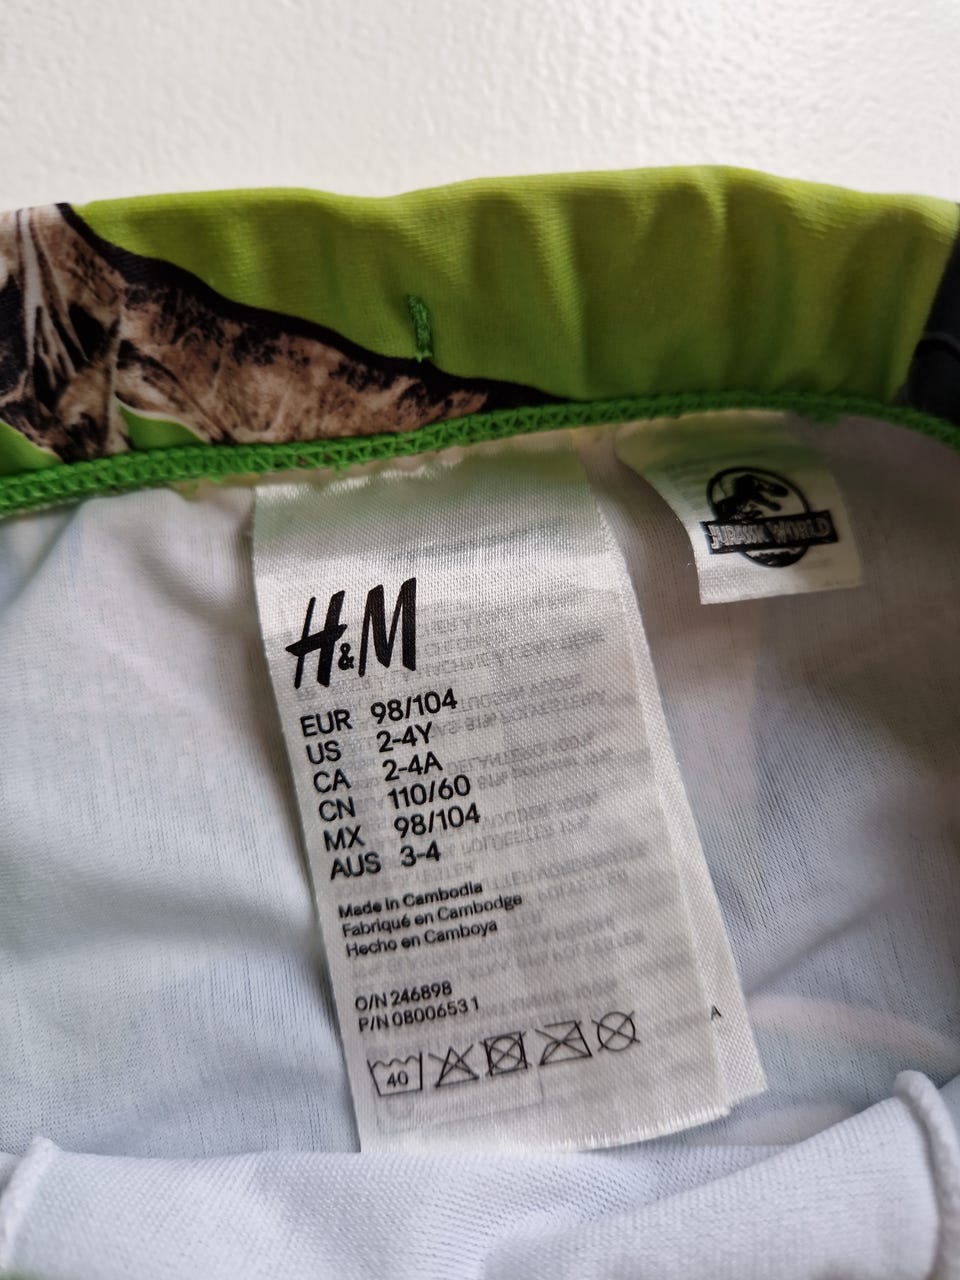 H&M
EUR 98/104
US 2-4Y
CA 2-4A
CN 110/60
MX 98/104
AUS 3-4
Made in Cambodia
Fabriqué en Cambodge
Hecho en Camboya
O/N 246898
P/N 08006531
40
A
JURASSIC WORLD